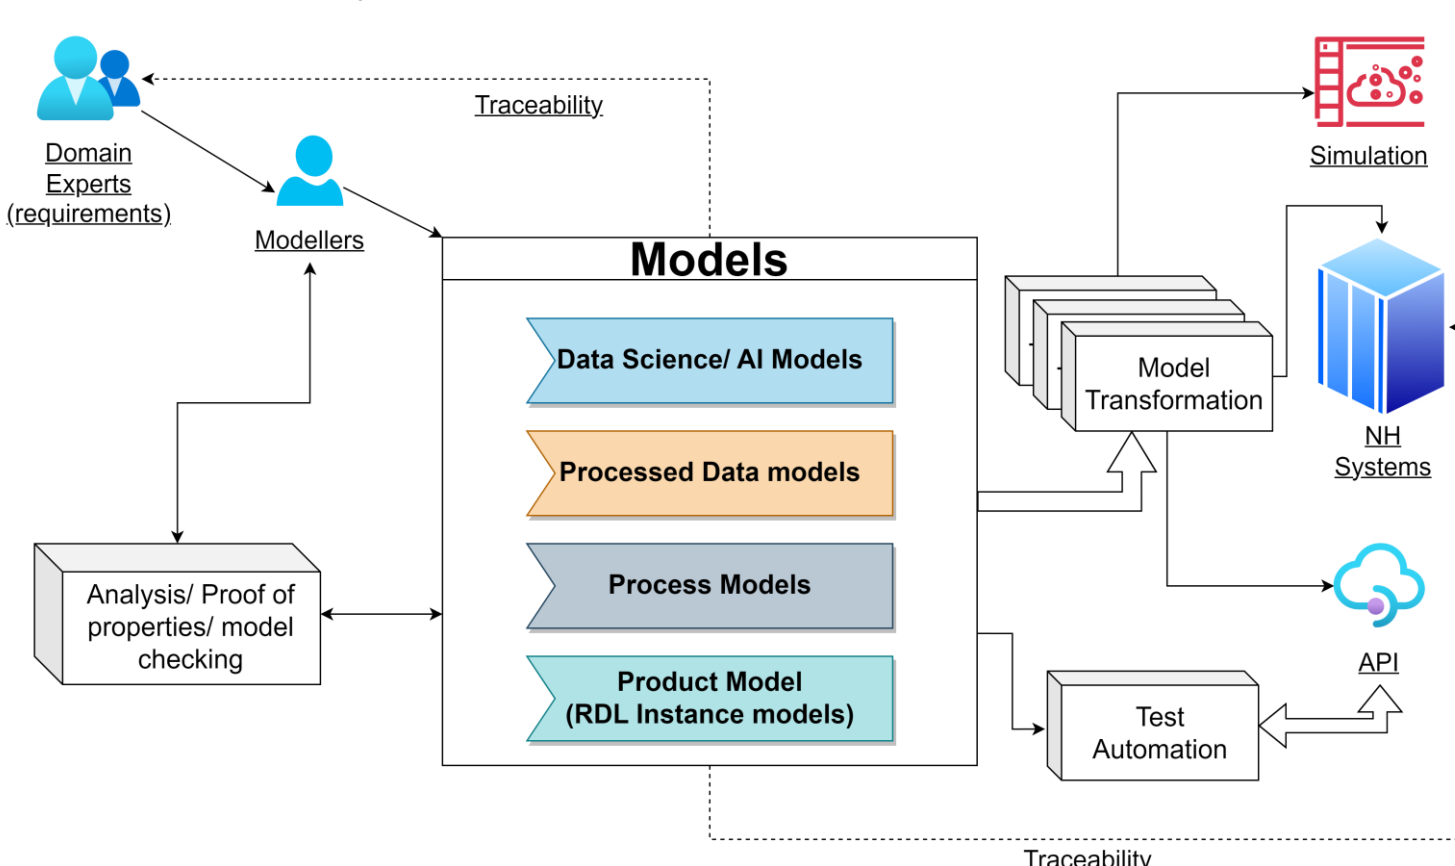 Traceability
Domain
Experts
(requirements)
Modellers
Simulation
Models
Data Science/ AI Models
Processed Data models
Process Models
Product Model
(RDL Instance models)
Model
Transformation
NH
Systems
Analysis/ Proof of
properties/ model
checking
API
Test
Automation
Traceability